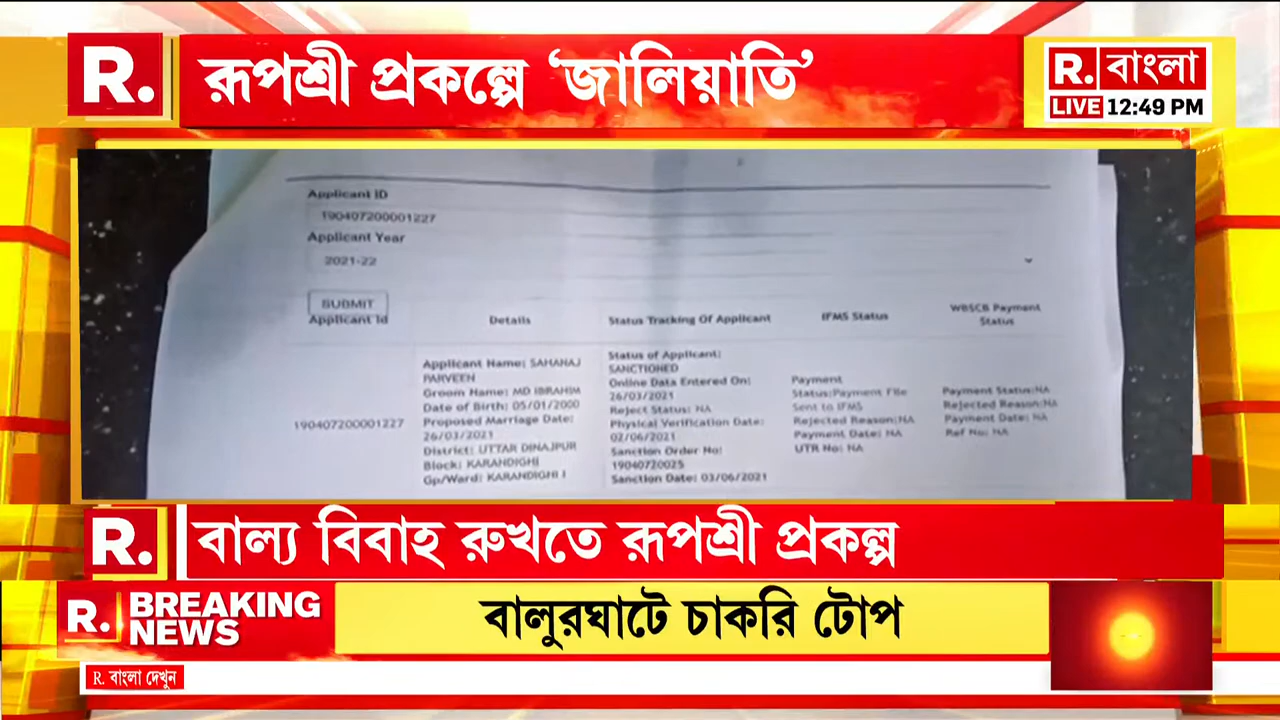 R. রূপশ্রী প্রকল্পে ‘জালিয়াতি’
R. বাংলা
LIVE 12:49 PM
Applicant ID
190407200001227
Applicant Year
2021-22
SUBMIT
Applicant Id Details Status Tracking Of Applicant IFMS Status WBSCB Payment Status
190407200001227
Applicant Name: SAHANAJ
PARVEEN
Groom Name: MD IBRAHIM
Date of Birth: 05/01/2000
Proposed Marriage Date:
26/03/2021
District: UTTAR DINAJPUR
Block: KARANDIGHI
Gp/Ward: KARANDIGHI I
Status of Applicant:
SANCTIONED
Online Data Entered On:
26/03/2021
Reject Status: NA
Physical Verification Date:
02/06/2021
Sanction Order No:
19040720025
Sanction Date: 03/06/2021
Payment
Status:Payment File
Sent to IFMS
Rejected Reason:NA
Payment Date: NA
UTR No: NA
Payment Status:NA
Rejected Reason:NA
Payment Date: NA
Ref No: NA
R. বাল্য বিবাহ রুখতে রূপশ্রী প্রকল্প
R. BREAKING
NEWS
বালুরঘাটে চাকরি টোপ
R. বাংলা দেখুন